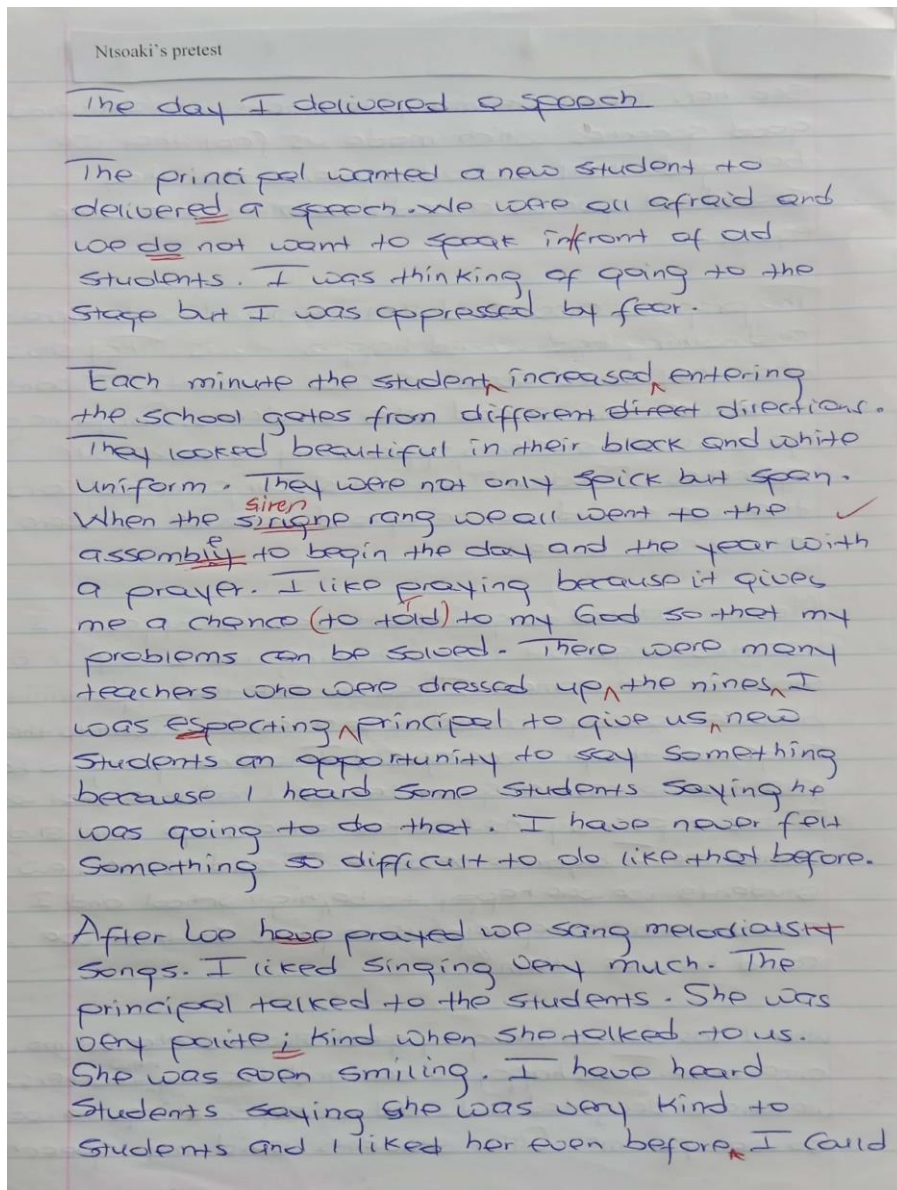 Ntsoaki's pretest
The day I delivered a speech
The principal wanted a new student to
delivered a speech. We were all afraid and
we do not want to speak infront of all
students. I was thinking of going to the
stage but I was oppressed by fear.
Each minute the student increased entering
the school gates from different direct directions.
They looked beautiful in their black and white
uniform. They were not only spick but span.
siren
When the sirigne rang we all went to the
e
assembly to begin the day and the year with
a prayer. I like praying because it gives
me a chance (to told) to my God so that my
problems can be solved. There were many
teachers who were dressed up the nines I
was especting principal to give us new
students an opportunity to say something
because I heard some students saying he
was going to do that. I have never felt
something so difficult to do like that before.
After we have prayed we sang
songs. I liked singing very much. The
principal talked to the students. She was
very polite; kind when she talked to us.
She was even smiling. I have heard
students saying she was very kind to
students and I liked her even before I could